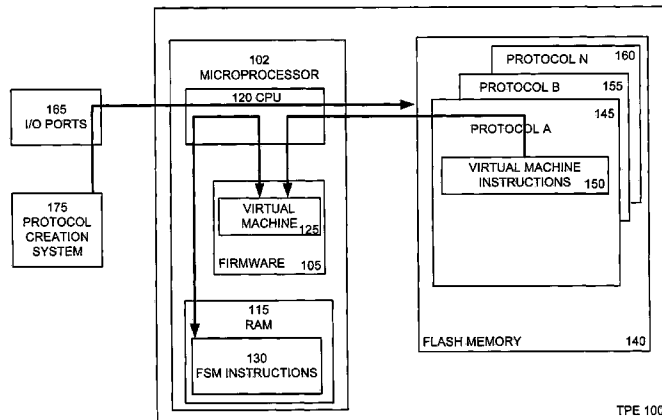 102
MICROPROCESSOR
120 CPU
165
I/O PORTS
175
PROTOCOL
CREATION
SYSTEM
VIRTUAL
MACHINE
125
FIRMWARE 105
115
RAM
130
FSM INSTRUCTIONS
160
PROTOCOL N
155
PROTOCOL B
145
PROTOCOL A
VIRTUAL MACHINE
INSTRUCTIONS 150
FLASH MEMORY 140
TPE 100